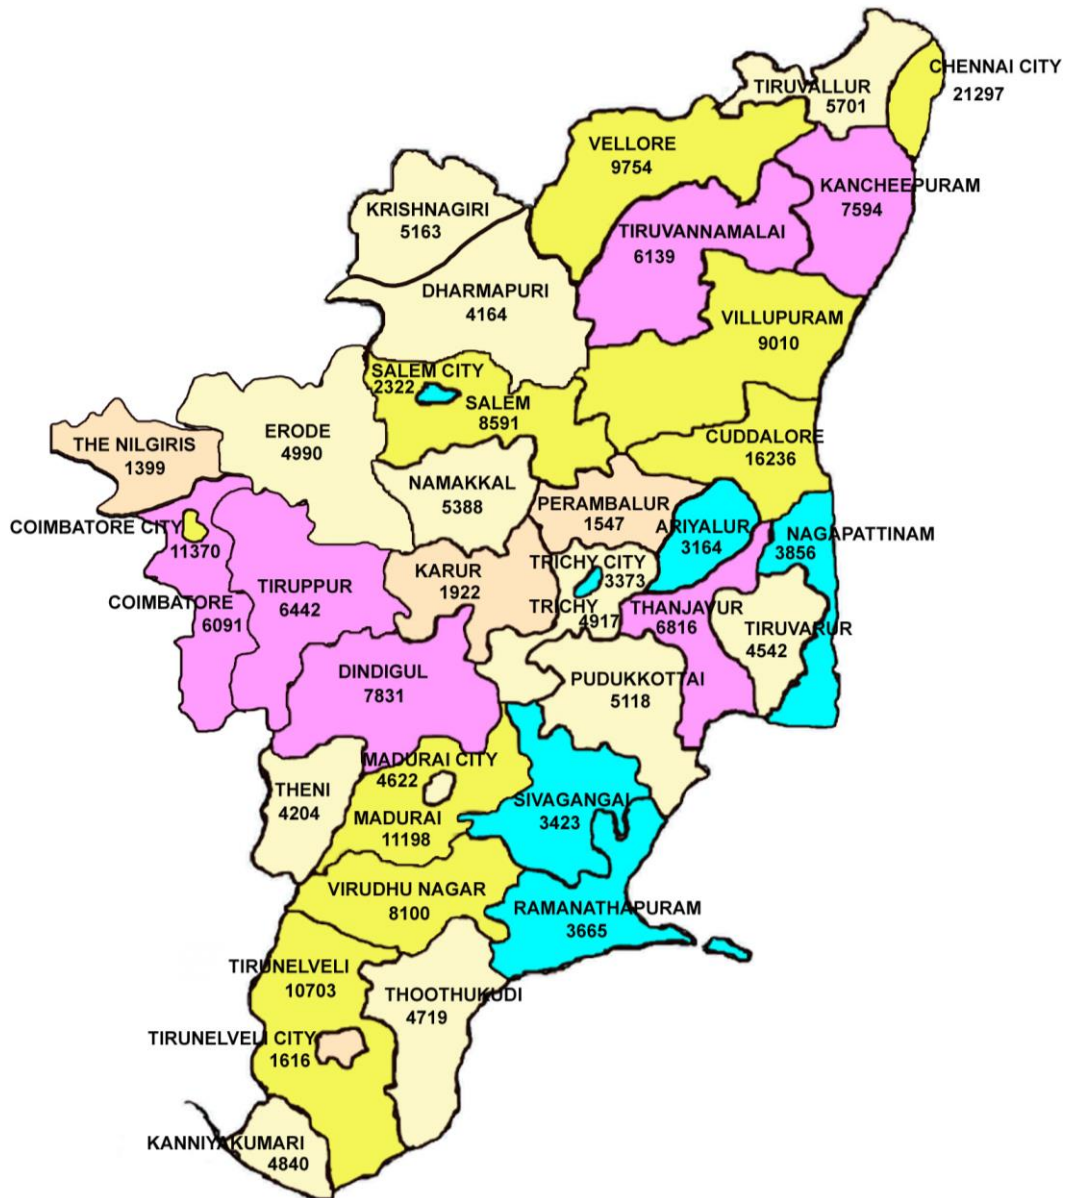 CHENNAI CITY
21297
TIRUVALLUR
5701
VELLORE
9754
KANCHEEPURAM
7594
KRISHNAGIRI
5163
TIRUVANNAMALAI
6139
DHARMAPURI
4164
VILLUPURAM
9010
SALEM CITY
2322
SALEM
8591
ERODE
4990
CUDDALORE
16236
THE NILGIRIS
1399
NAMAKKAL
5388
PERAMBALUR
1547
ARIYALUR
3164
NAGAPATTINAM
3856
COIMBATORE CITY
11370
TRICHY CITY
3373
KARUR
1922
TIRUPPUR
6442
COIMBATORE
6091
TRICHY
4917
THANJAVUR
6816
TIRUVARUR
4542
DINDIGUL
7831
PUDUKKOTTAI
5118
MADURAI CITY
4622
THENI
4204
SIVAGANGAI
3423
MADURAI
11198
VIRUDHU NAGAR
8100
RAMANATHAPURAM
3665
TIRUNELVELI
10703
THOOTHUKUDI
4719
TIRUNELVELI CITY
1616
KANNIYAKUMARI
4840